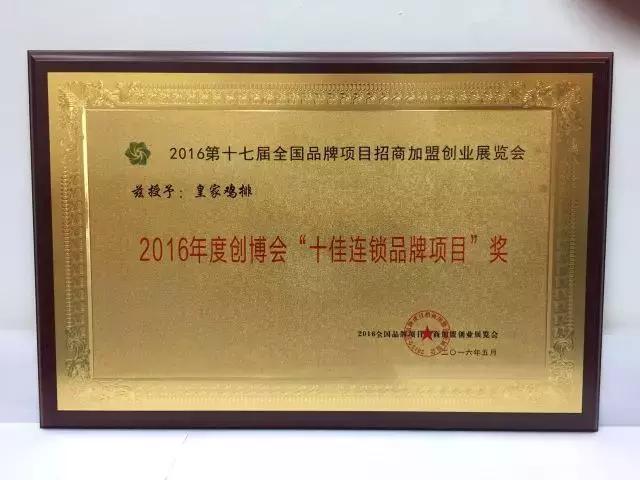 2016第十七届全国品牌项目招商加盟创业展览会
兹授予：皇家鸡排
2016年度创博会“十佳连锁品牌项目”奖
2016全国品牌项目招商加盟创业展览会
二〇一六年五月